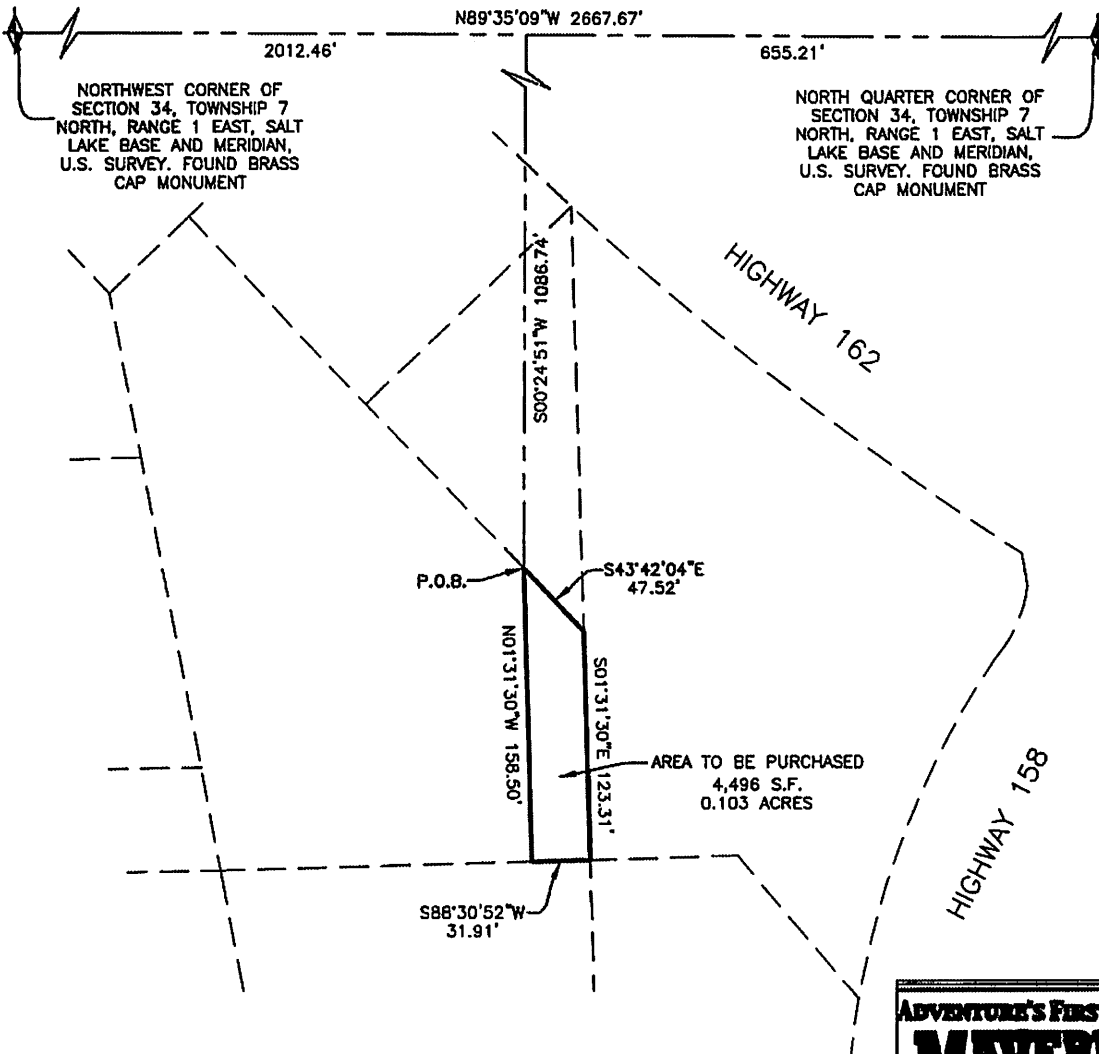 N89°35'09"W 2667.67'
2012.46'
655.21'
NORTHWEST CORNER OF
SECTION 34, TOWNSHIP 7
NORTH, RANGE 1 EAST, SALT
LAKE BASE AND MERIDIAN,
U.S. SURVEY. FOUND BRASS
CAP MONUMENT
NORTH QUARTER CORNER OF
SECTION 34, TOWNSHIP 7
NORTH, RANGE 1 EAST, SALT
LAKE BASE AND MERIDIAN,
U.S. SURVEY. FOUND BRASS
CAP MONUMENT
S00°24'51"W 1086.74'
HIGHWAY 162
P.O.B.
S43°42'04"E
47.52'
N01°31'30"W 158.50'
S01°31'30"E 123.31'
AREA TO BE PURCHASED
4,496 S.F.
0.103 ACRES
HIGHWAY 158
S88°30'52"W
31.91'
ADVENTURE'S FIRS